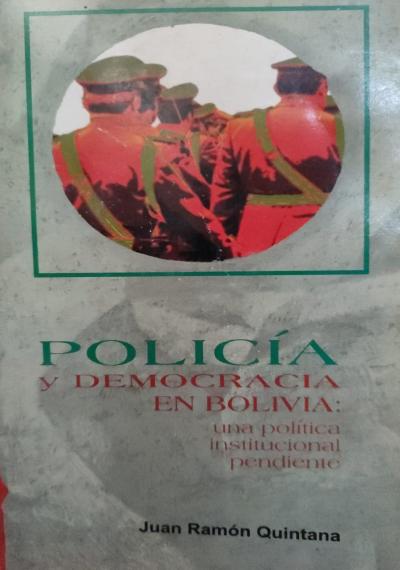 POLICÍA
y DEMOCRACIA
EN BOLIVIA:
una política
institucional
pendiente
Juan Ramón Quintana